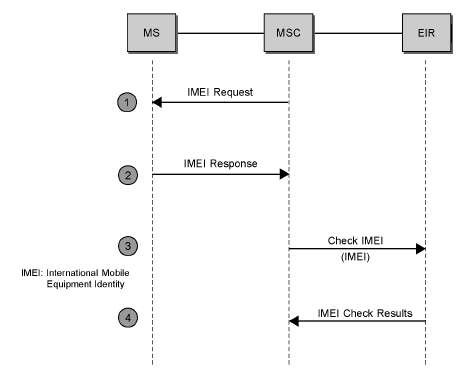 MS
MSC
EIR
1
IMEI Request
2
IMEI Response
3
Check IMEI
(IMEI)
IMEI: International Mobile
Equipment Identity
4
IMEI Check Results